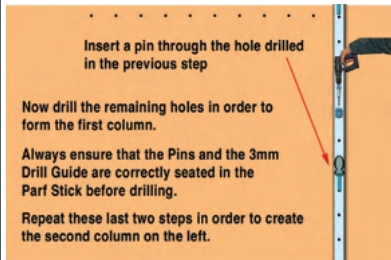 Insert a pin through the hole drilled
in the previous step
Now drill the remaining holes in order to
form the first column.
Always ensure that the Pins and the 3mm
Drill Guide are correctly seated in the
Parf Stick before drilling.
Repeat these last two steps in order to create
the second column on the left.